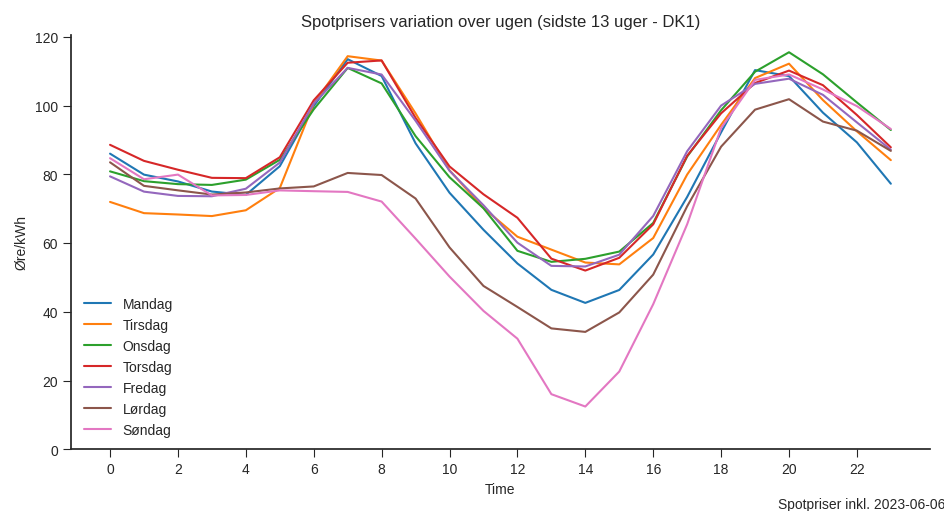 Spotprisers variation over ugen (sidste 13 uger - DK1)
120
100
80
60
40
20
0
Øre/kWh
Mandag
Tirsdag
Onsdag
Torsdag
Fredag
Lørdag
Søndag
0 2 4 6 8 10 12 14 16 18 20 22
Time
Spotpriser inkl. 2023-06-06